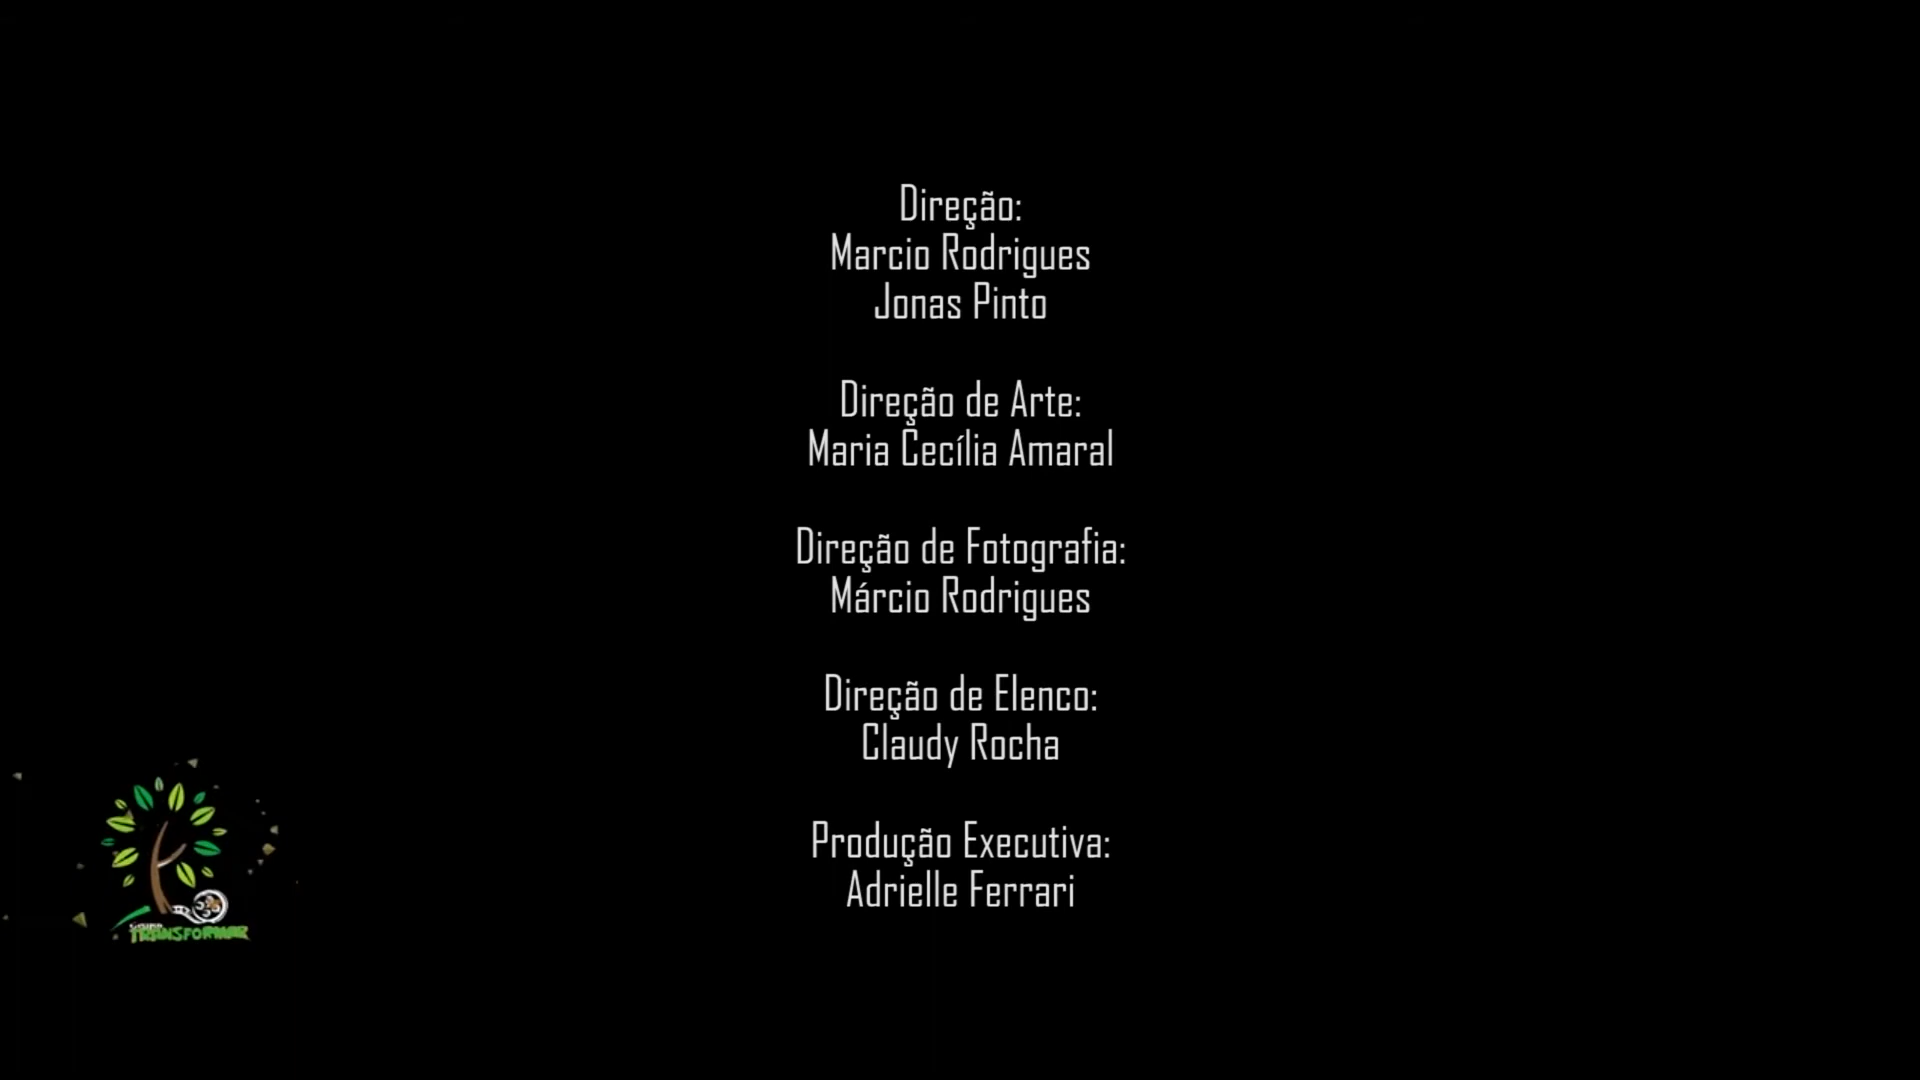 Direção:
Marcio Rodrigues
Jonas Pinto
Direção de Arte:
Maria Cecília Amaral
Direção de Fotografia:
Márcio Rodrigues
Direção de Elenco:
Claudy Rocha
Produção Executiva:
Adrielle Ferrari
TRANSFORMAR